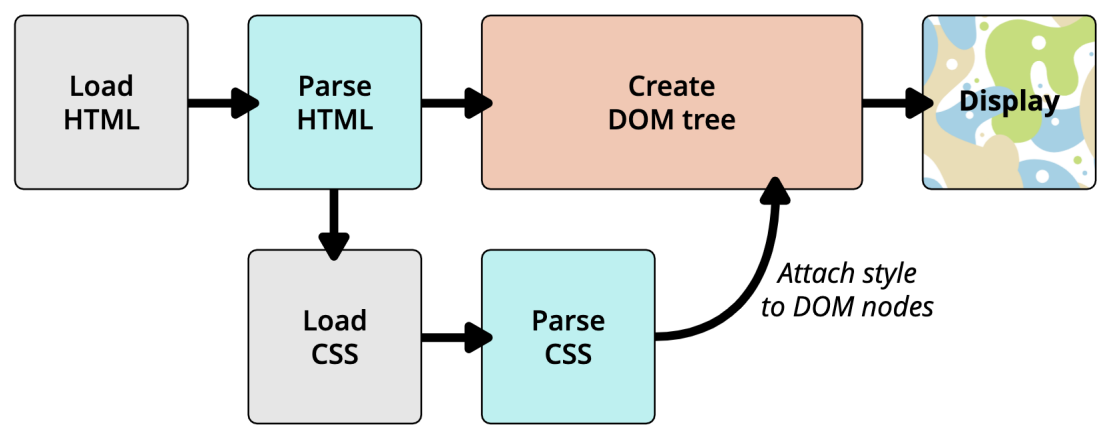 Load
HTML
Parse
HTML
Create
DOM tree
Display
Load
CSS
Parse
CSS
Attach style
to DOM nodes